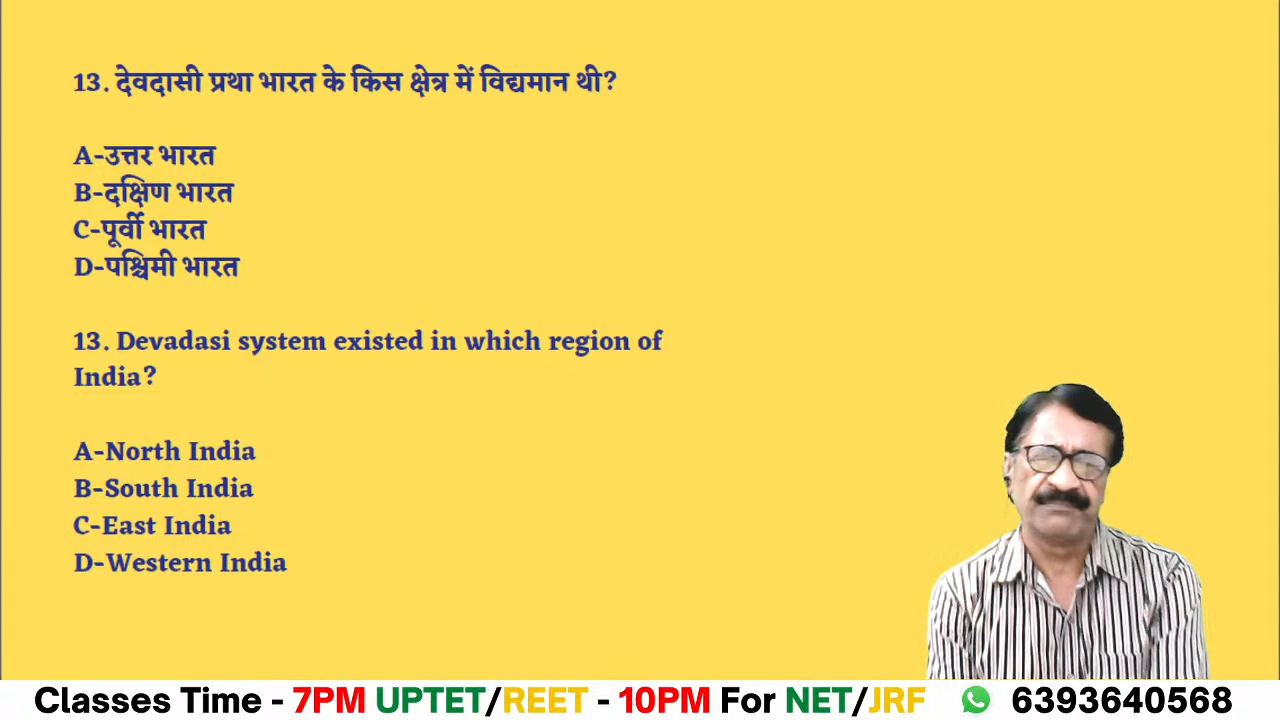 13. देवदासी प्रथा भारत के किस क्षेत्र में विद्यमान थी?
A-उत्तर भारत
B-दक्षिण भारत
C-पूर्वी भारत
D-पश्चिमी भारत
13. Devadasi system existed in which region of
India?
A-North India
B-South India
C-East India
D-Western India
Classes Time - 7PM UPTET/REET - 10PM For NET/JRF 6393640568